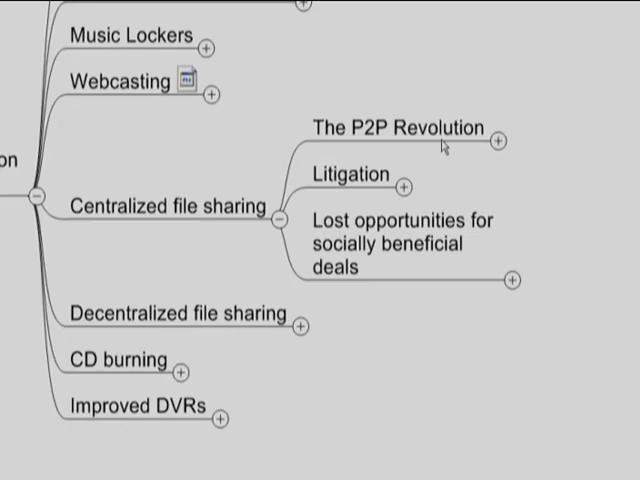 Music Lockers
Webcasting
on
The P2P Revolution
Litigation
Centralized file sharing
Lost opportunities for
socially beneficial
deals
Decentralized file sharing
CD burning
Improved DVRs